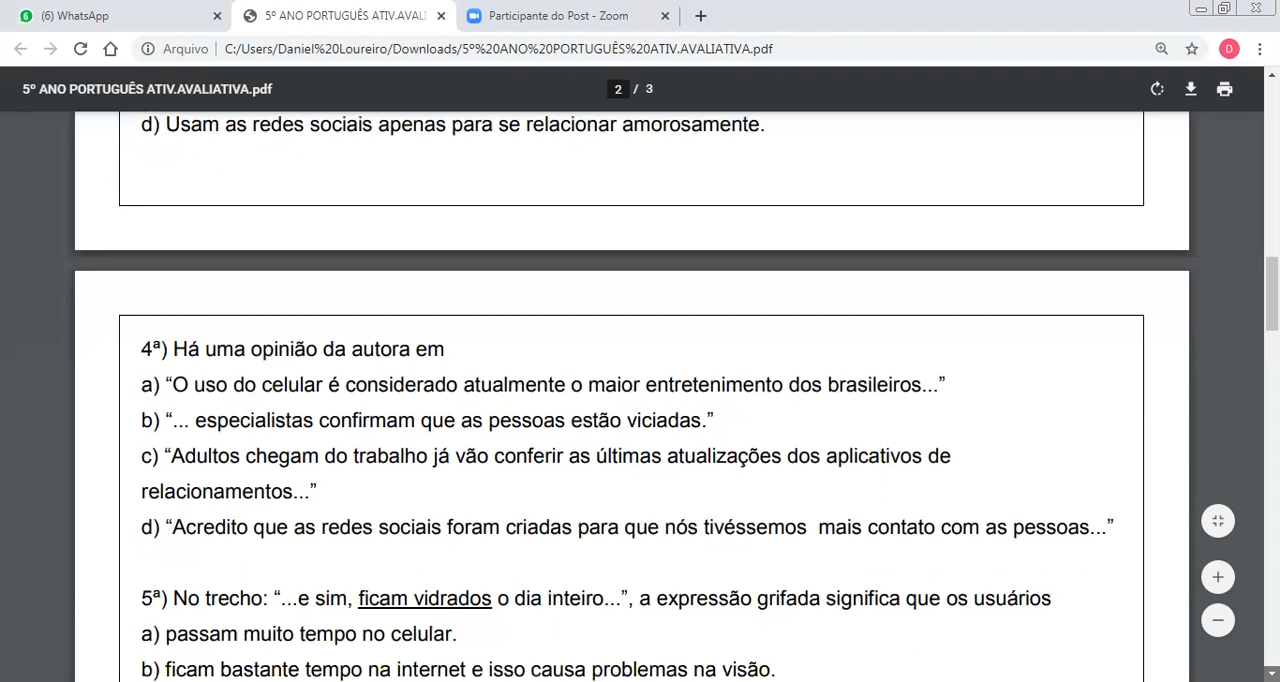 (6) WhatsApp
5º ANO PORTUGUÊS ATIV.AVALI
Participante do Post - Zoom
Arquivo
C:/Users/Daniel%20Loureiro/Downloads/5º%20ANO%20PORTUGUÊS%20ATIV.AVALIATIVA.pdf
D
5º ANO PORTUGUÊS ATIV.AVALIATIVA.pdf
2 / 3
d) Usam as redes sociais apenas para se relacionar amorosamente.
4ª) Há uma opinião da autora em
a) “O uso do celular é considerado atualmente o maior entretenimento dos brasileiros...”
b) “... especialistas confirmam que as pessoas estão viciadas.”
c) “Adultos chegam do trabalho já vão conferir as últimas atualizações dos aplicativos de
relacionamentos...”
d) “Acredito que as redes sociais foram criadas para que nós tivéssemos  mais contato com as pessoas...”
5ª) No trecho: “...e sim, ficam vidrados o dia inteiro...”, a expressão grifada significa que os usuários
a) passam muito tempo no celular.
b) ficam bastante tempo na internet e isso causa problemas na visão.